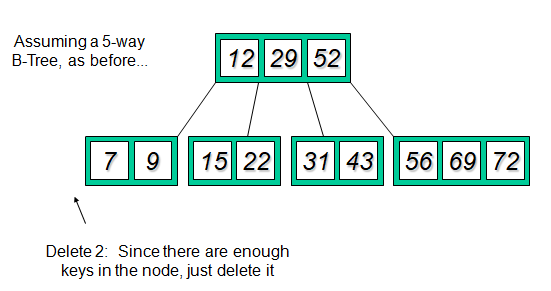 Assuming a 5-way
B-Tree, as before...
12 29 52
7 9 15 22 31 43 56 69 72
Delete 2: Since there are enough
keys in the node, just delete it